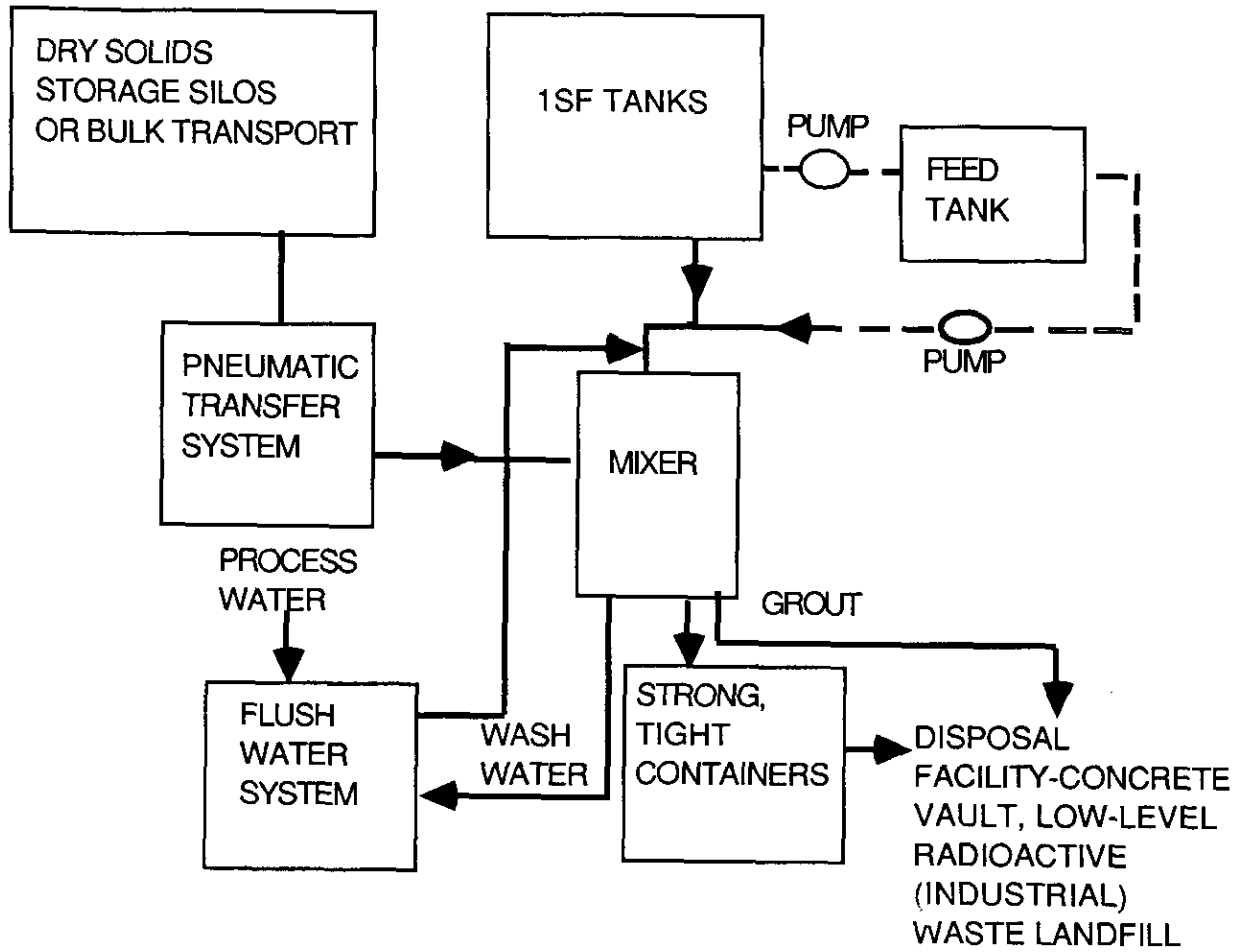 DRY SOLIDS
STORAGE SILOS
OR BULK TRANSPORT
1SF TANKS
PUMP
FEED
TANK
PUMP
PNEUMATIC
TRANSFER
SYSTEM
MIXER
PROCESS
WATER
GROUT
FLUSH
WATER
SYSTEM
WASH
WATER
STRONG,
TIGHT
CONTAINERS
DISPOSAL
FACILITY-CONCRETE
VAULT, LOW-LEVEL
RADIOACTIVE
(INDUSTRIAL)
WASTE LANDFILL